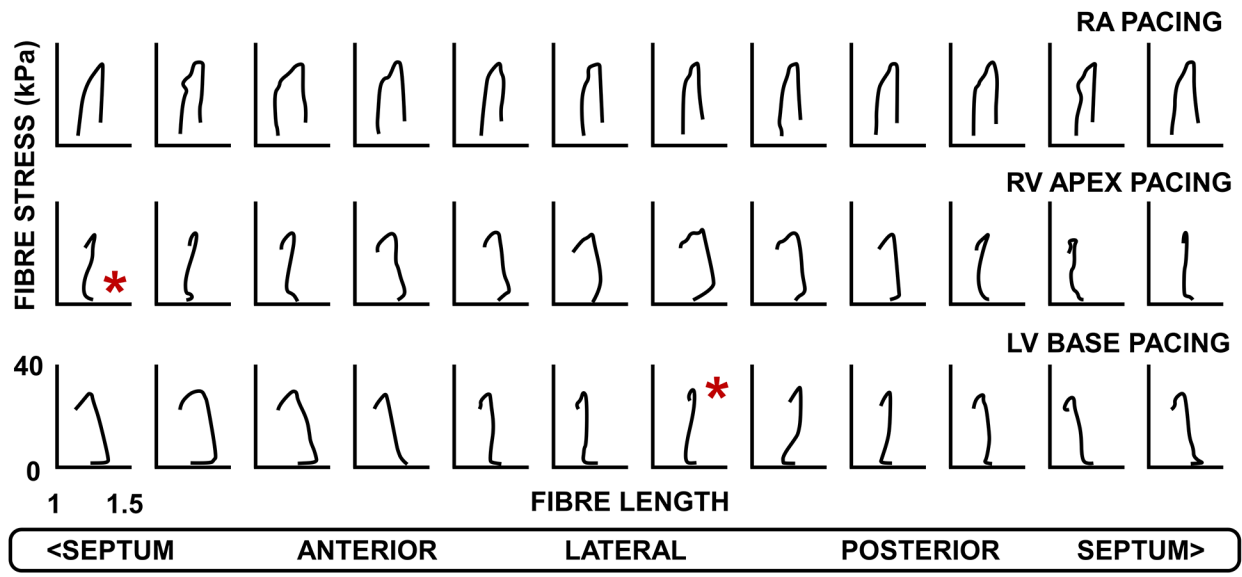 RA PACING
FIBRE STRESS (kPa)
RV APEX PACING
*
LV BASE PACING
40
*
0
1 1.5 FIBRE LENGTH
<SEPTUM ANTERIOR LATERAL POSTERIOR SEPTUM>